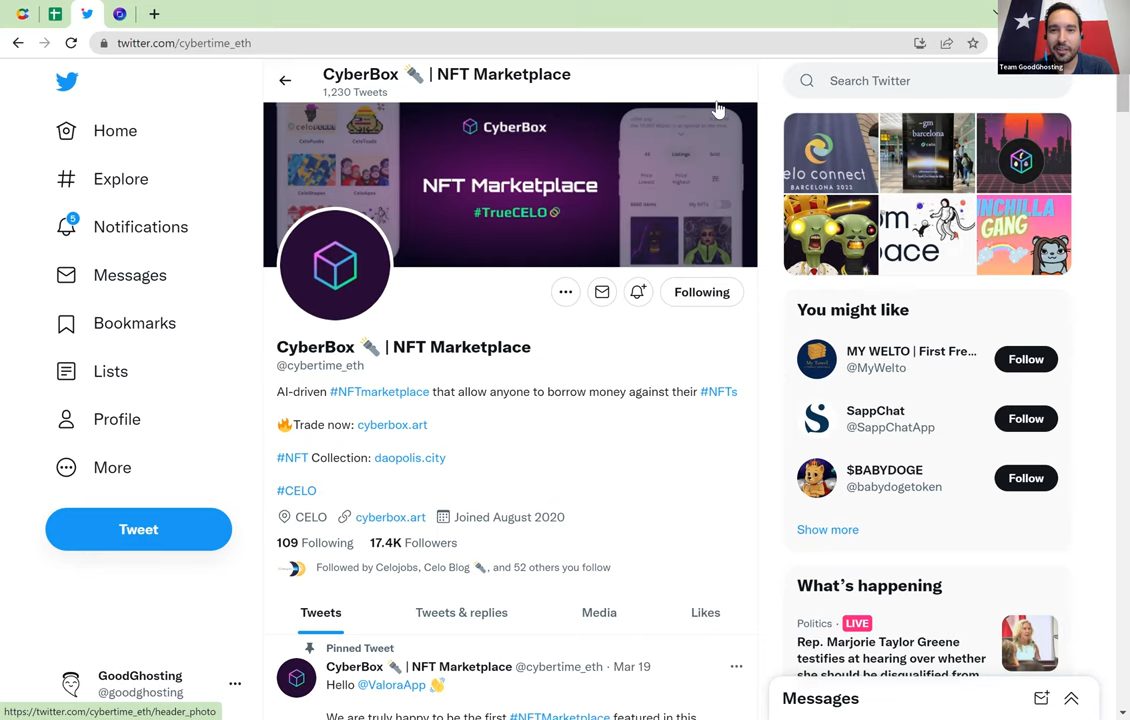 twitter.com/cybertime_eth
Team GoodGhosting
CyberBox 🔦 | NFT Marketplace
1,230 Tweets
Search Twitter
CyberBox
NFT Marketplace
#TrueCELO
Home
Explore
5
Notifications
Messages
Bookmarks
Lists
Profile
More
Tweet
GoodGhosting
@goodghosting
https://twitter.com/cybertime_eth/header_photo
Following
CyberBox 🔦 | NFT Marketplace
@cybertime_eth
AI-driven #NFTmarketplace that allow anyone to borrow money against their #NFTs
🔥Trade now: cyberbox.art
#NFT Collection: daopolis.city
#CELO
CELO cyberbox.art Joined August 2020
109 Following 17.4K Followers
Followed by Celojobs, Celo Blog 🔦, and 52 others you follow
Tweets Tweets & replies Media Likes
Pinned Tweet
CyberBox 🔦 | NFT Marketplace @cybertime_eth · Mar 19
Hello @ValoraApp 👋
We are truly happy to be the first #NFTMarketplace featured in this
elo connect
BARCELONA 2022
~gm
barcelona
celo
pace
NCHILLA
GANG
You might like
MY WELTO | First Fre...
@MyWelto
Follow
SappChat
@SappChatApp
Follow
$BABYDOGE
@babydogetoken
Follow
Show more
What's happening
Politics · LIVE
Rep. Marjorie Taylor Greene
testifies at hearing over whether
she should be disqualified from
Messages